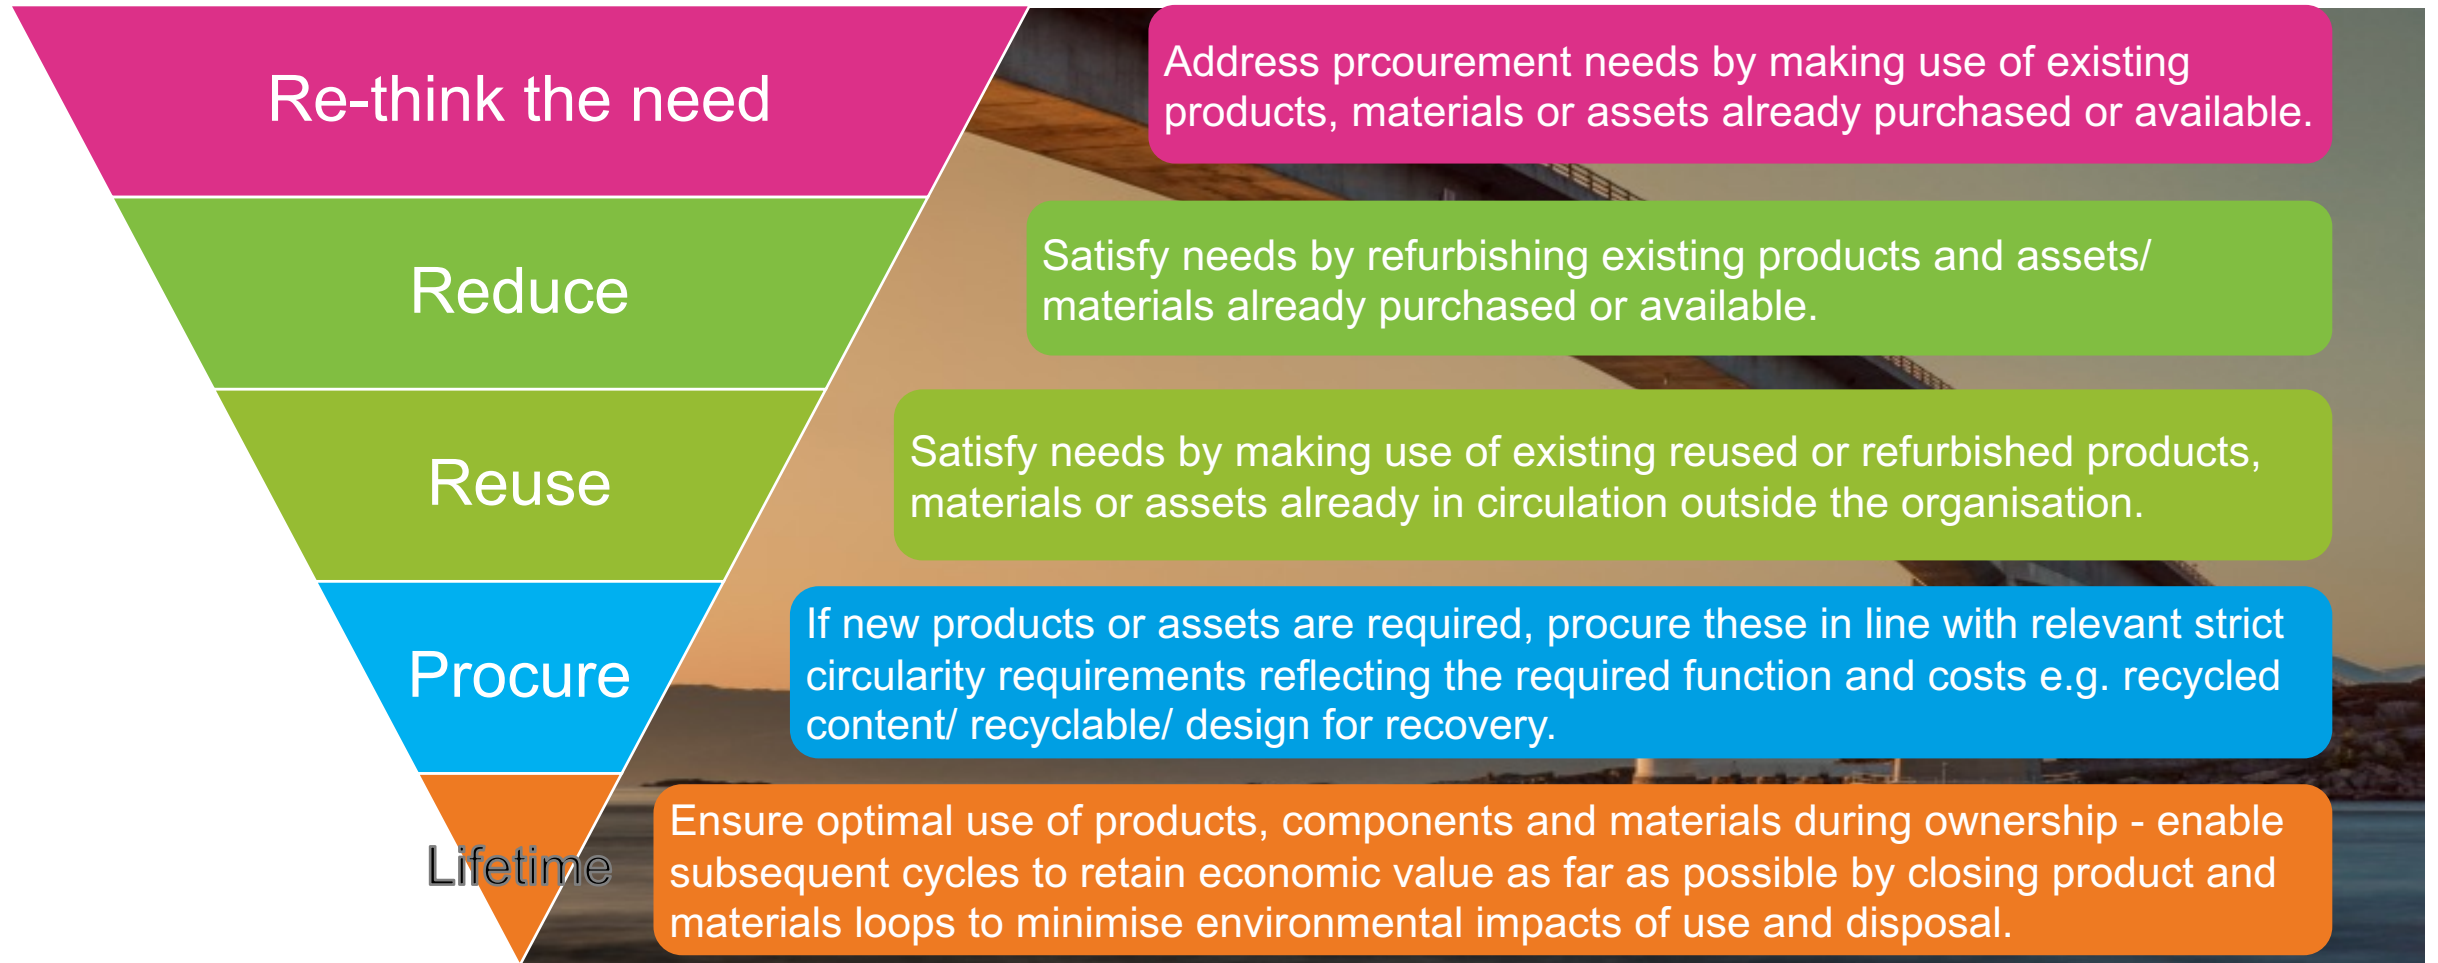 Re-think the need
Address prcourement needs by making use of existing
products, materials or assets already purchased or available.
Reduce
Satisfy needs by refurbishing existing products and assets/
materials already purchased or available.
Reuse
Satisfy needs by making use of existing reused or refurbished products,
materials or assets already in circulation outside the organisation.
Procure
If new products or assets are required, procure these in line with relevant strict
circularity requirements reflecting the required function and costs e.g. recycled
content/ recyclable/ design for recovery.
Lifetime
Ensure optimal use of products, components and materials during ownership - enable
subsequent cycles to retain economic value as far as possible by closing product and
materials loops to minimise environmental impacts of use and disposal.